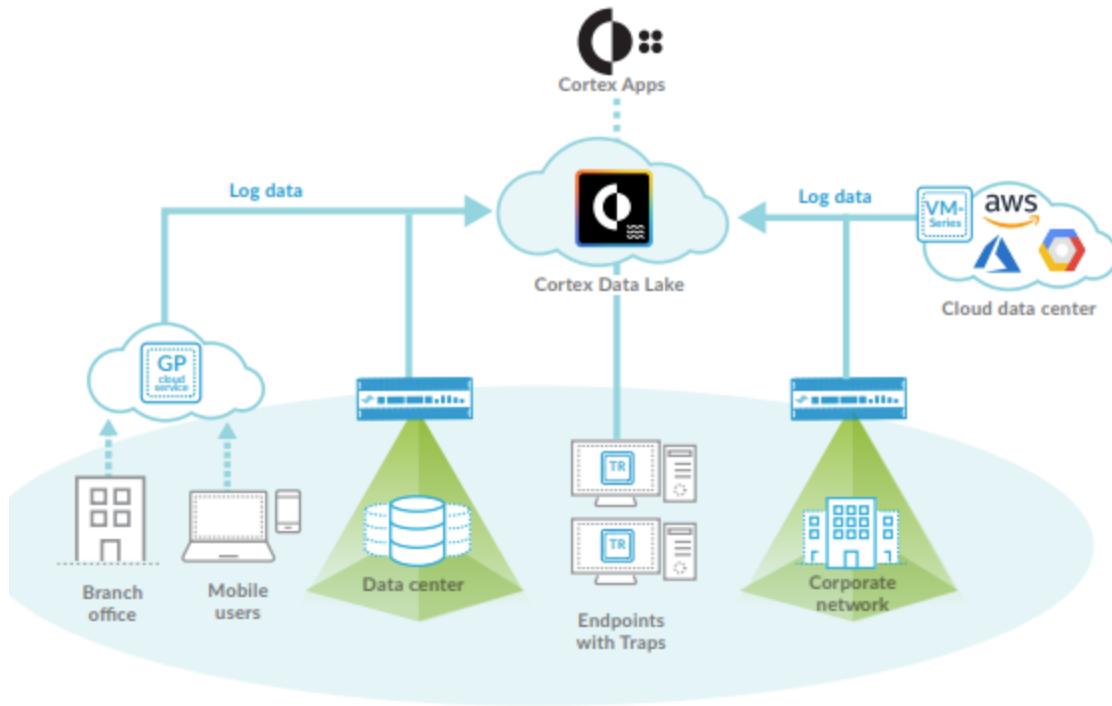 Cortex Apps
Log data
Log data
VM-
Series
aws
Cortex Data Lake
Cloud data center
GP
cloud
service
TR
TR
Branch
office
Mobile
users
Data center
Endpoints
with Traps
Corporate
network